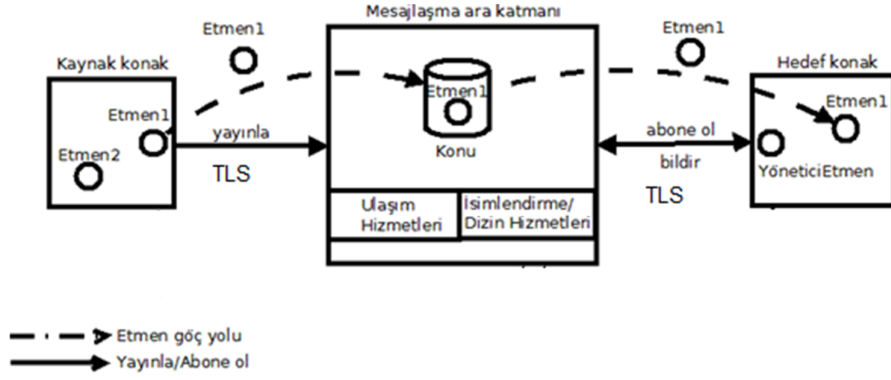 Mesajlaşma ara katmanı
Etmen1
Etmen1
Kaynak konak
Hedef konak
Etmen1
Etmen1
Etmen1
Etmen2
yayınla
Konu
abone ol
bildir
YöneticiEtmen
TLS
TLS
Ulaşım
Hizmetleri
İsimlendirme/
Dizin Hizmetleri
Etmen göç yolu
Yayınla/Abone ol